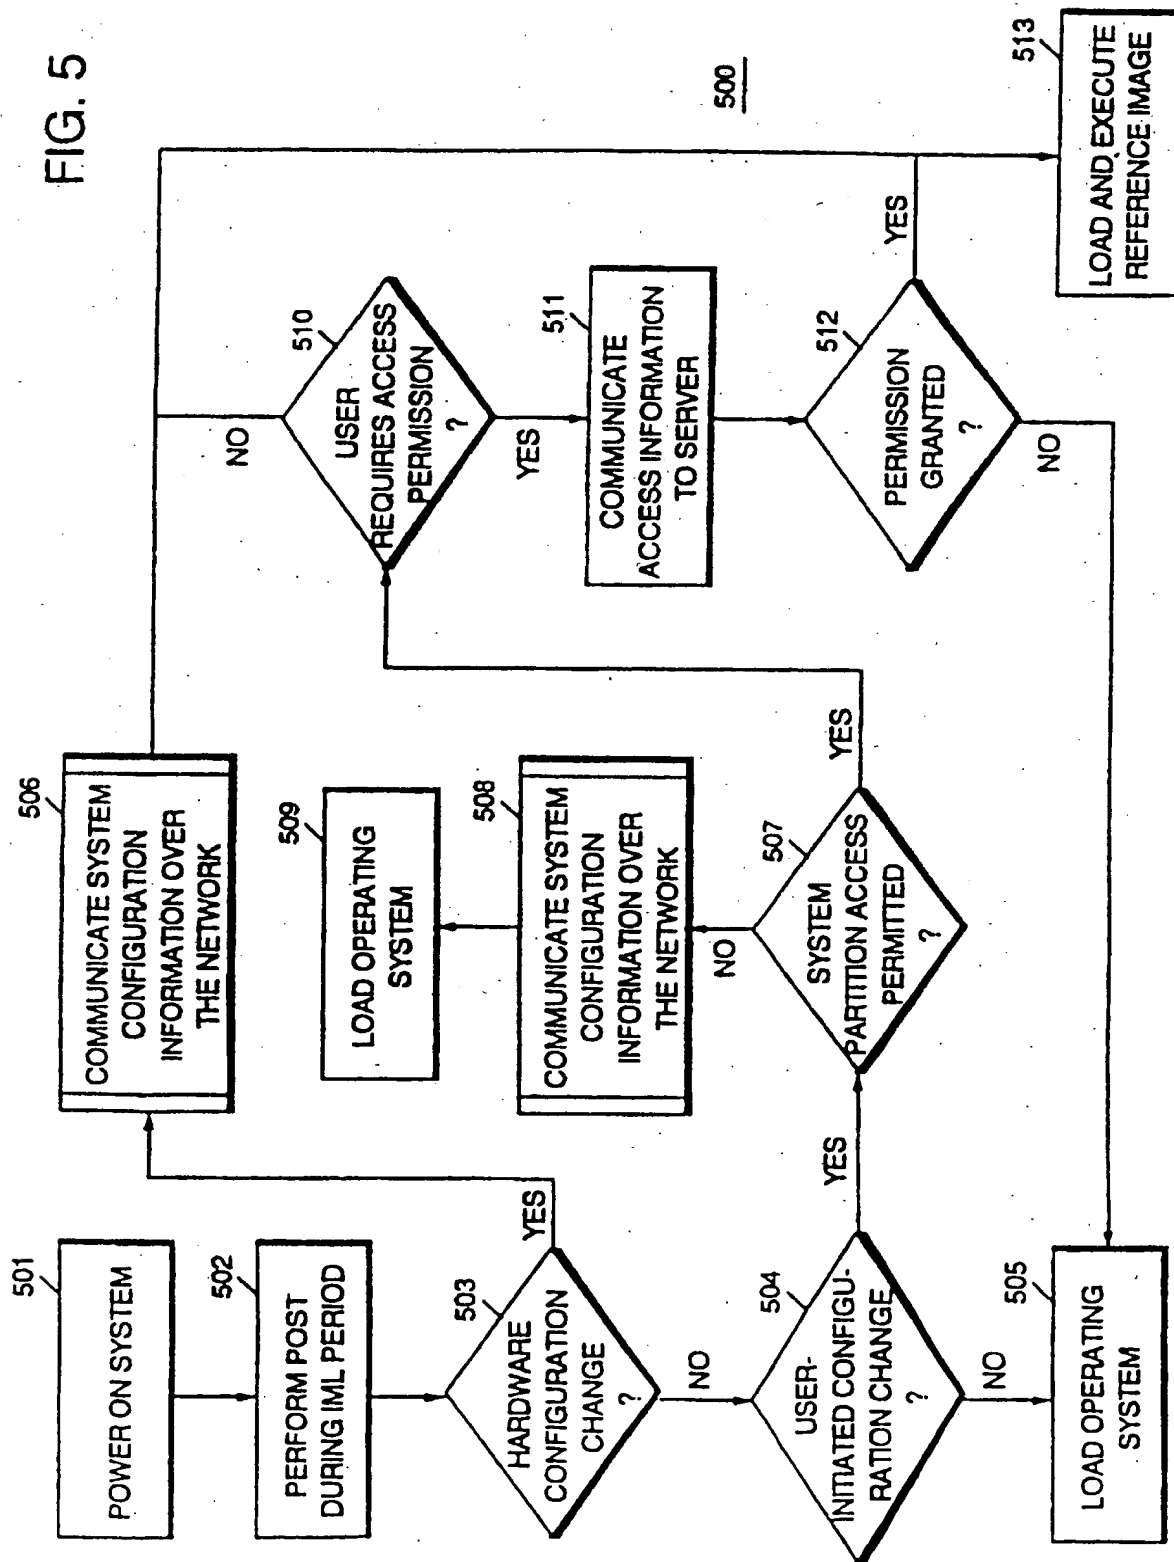 FIG. 5
500
501
POWER ON SYSTEM
502
PERFORM POST
DURING IML PERIOD
503
HARDWARE
CONFIGURATION
CHANGE
?
YES
NO
504
USER-
INITIATED CONFIGU-
RATION CHANGE
?
YES
NO
505
LOAD OPERATING
SYSTEM
506
COMMUNICATE SYSTEM
CONFIGURATION
INFORMATION OVER
THE NETWORK
509
LOAD OPERATING
SYSTEM
508
COMMUNICATE SYSTEM
CONFIGURATION
INFORMATION OVER
THE NETWORK
507
SYSTEM
PARTITION ACCESS
PERMITTED
?
NO
YES
510
USER
REQUIRES ACCESS
PERMISSION
?
NO
YES
511
COMMUNICATE
ACCESS INFORMATION
TO SERVER
512
PERMISSION
GRANTED
?
YES
NO
513
LOAD AND EXECUTE
REFERENCE IMAGE